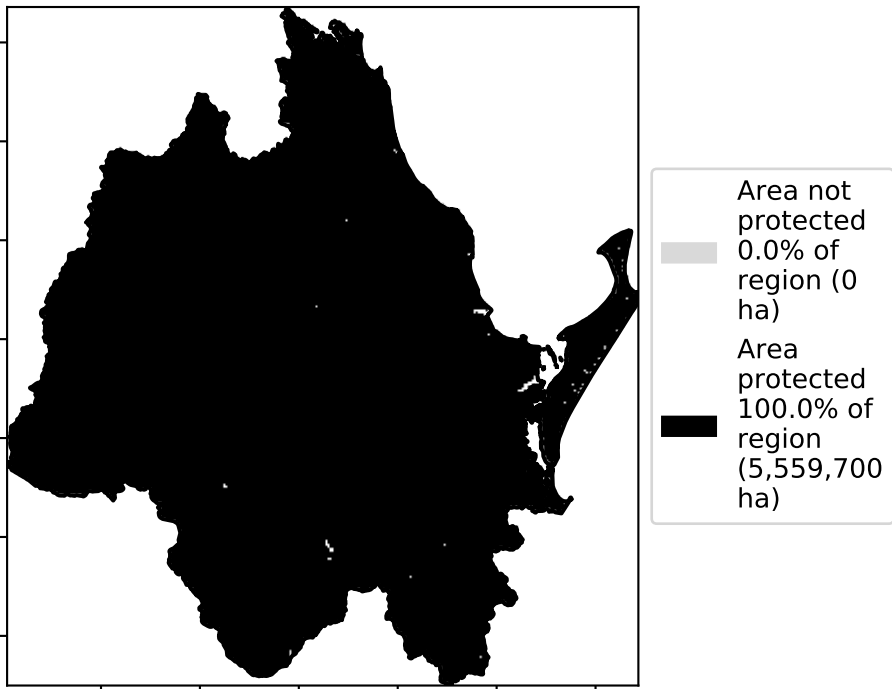 Area not
protected
0.0% of
region (0
ha)
Area
protected
100.0% of
region
(5,559,700
ha)